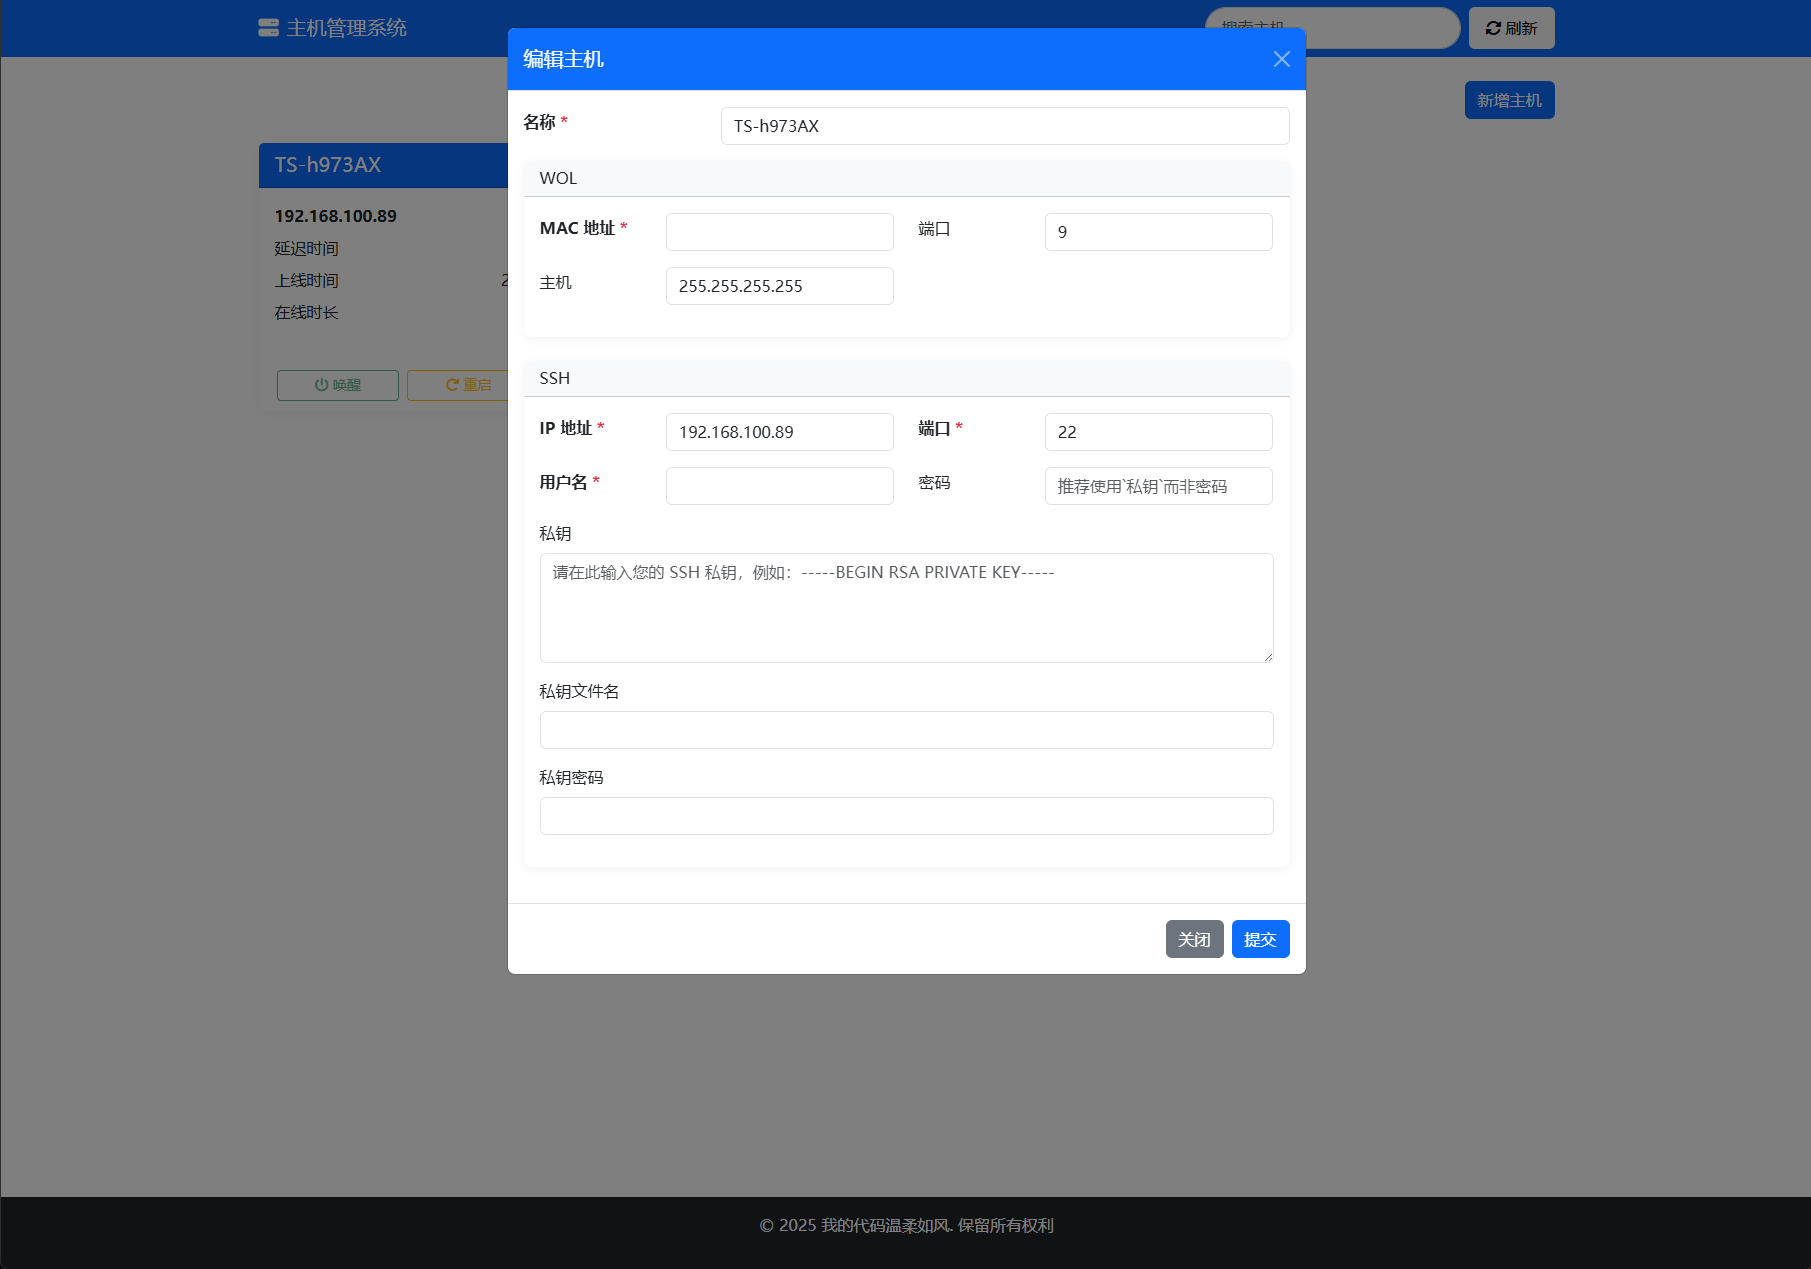 主机管理系统
搜索主机
刷新
新增主机
TS-h973AX
192.168.100.89
延迟时间
上线时间
2
在线时长
唤醒
重启
编辑主机
名称 *
TS-h973AX
WOL
MAC 地址 *
端口
9
主机
255.255.255.255
SSH
IP 地址 *
192.168.100.89
端口 *
22
用户名 *
密码
推荐使用`私钥`而非密码
私钥
请在此输入您的 SSH 私钥，例如：-----BEGIN RSA PRIVATE KEY-----
私钥文件名
私钥密码
关闭
提交
© 2025 我的代码温柔如风. 保留所有权利